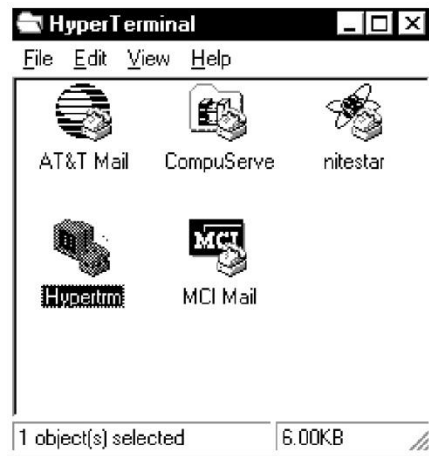 HyperTerminal
File Edit View Help
AT&T Mail CompuServe nitestar
MCI
Hypertrm MCI Mail
1 object(s) selected 6.00KB